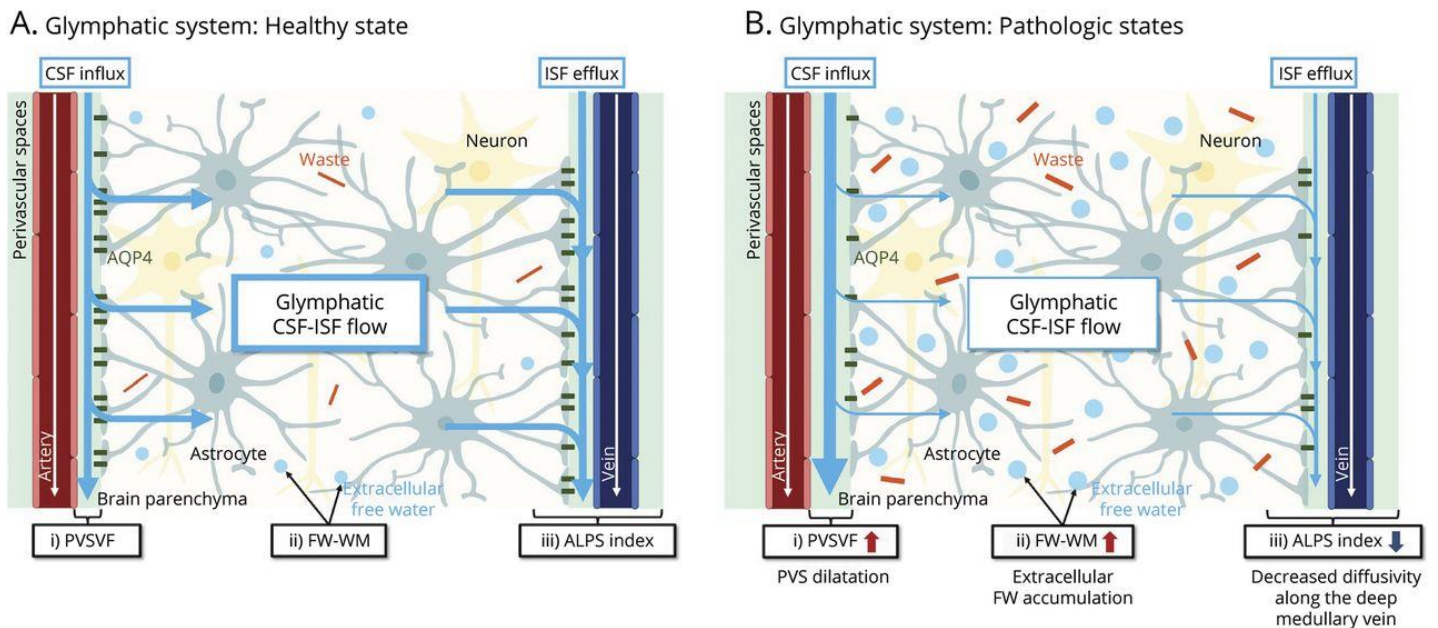 A. Glymphatic system: Healthy state
CSF influx
ISF efflux
Perivascular spaces
Neuron
Waste
AQP4
Glymphatic
CSF-ISF flow
Artery
Astrocyte
Vein
Brain parenchyma
Extracellular
free water
i) PVSVF
ii) FW-WM
iii) ALPS index
B. Glymphatic system: Pathologic states
CSF influx
ISF efflux
Perivascular spaces
Neuron
Waste
AQP4
Glymphatic
CSF-ISF flow
Artery
Astrocyte
Vein
Brain parenchyma
Extracellular
free water
i) PVSVF
ii) FW-WM
iii) ALPS index
PVS dilatation
Extracellular
FW accumulation
Decreased diffusivity
along the deep
medullary vein